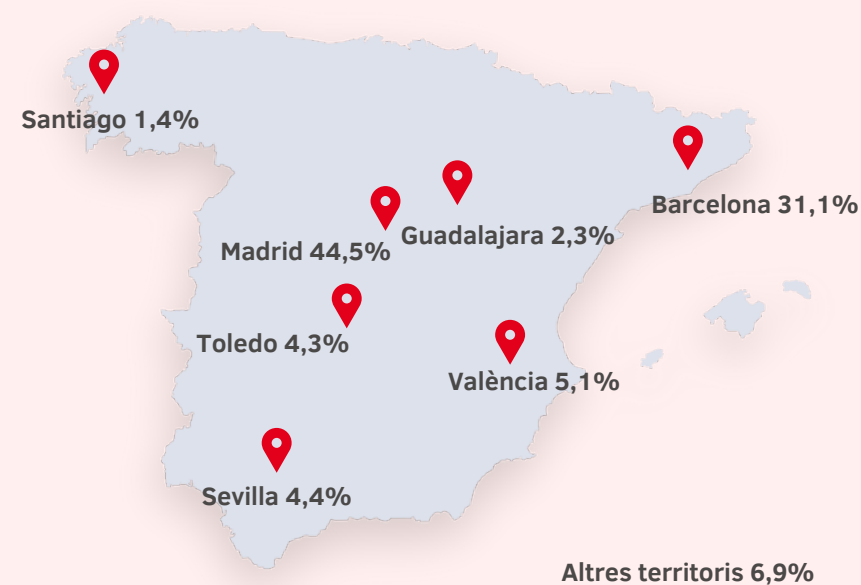 Santiago 1,4%
Barcelona 31,1%
Guadalajara 2,3%
Madrid 44,5%
Toledo 4,3%
València 5,1%
Sevilla 4,4%
Altres territoris 6,9%